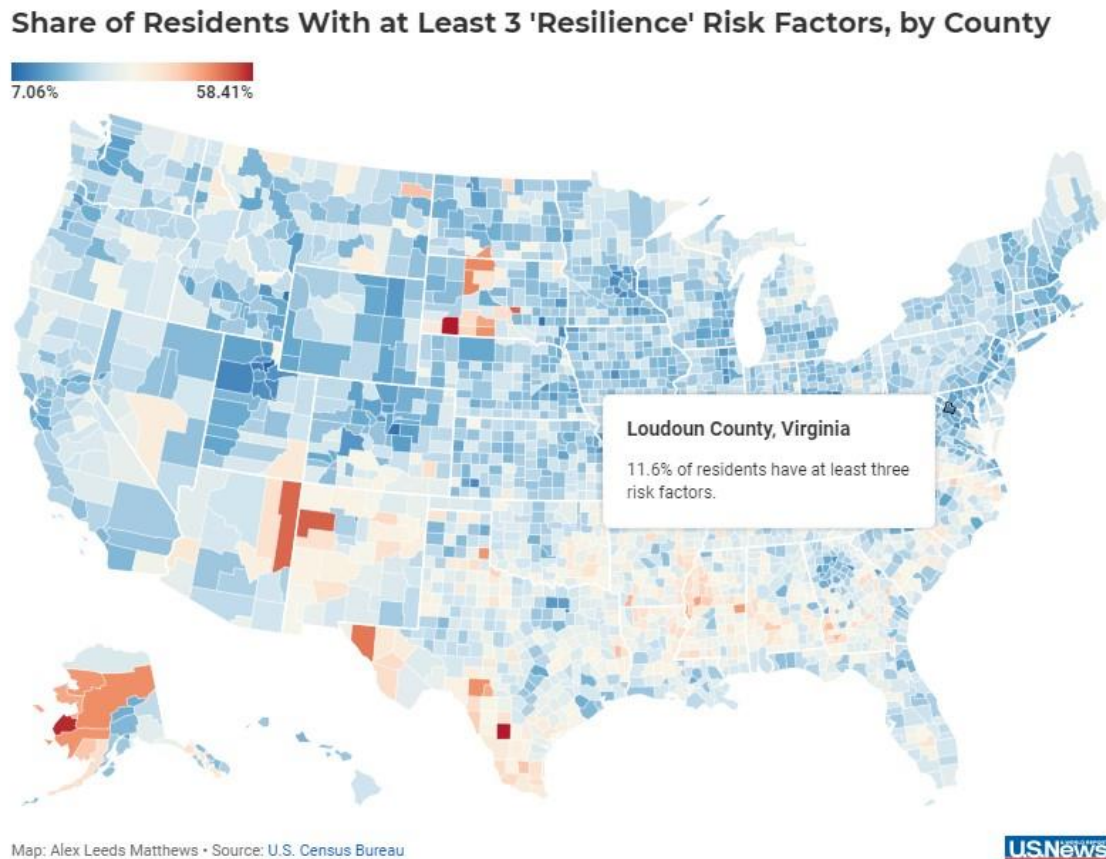 Share of Residents With at Least 3 'Resilience' Risk Factors, by County
7.06% 58.41%
Loudoun County, Virginia
11.6% of residents have at least three
risk factors.
Map: Alex Leeds Matthews • Source: U.S. Census Bureau
U.S.News